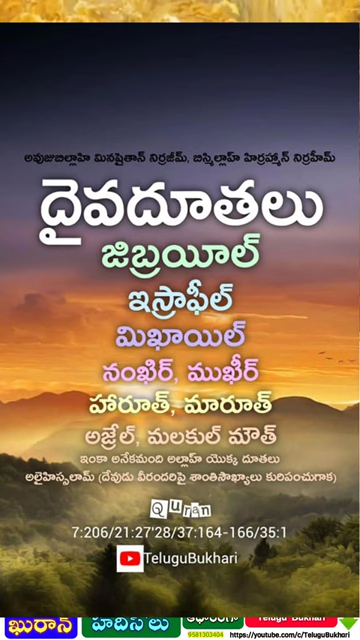 అవుజుబిల్లాహి మినషైతాన్ నిర్రజీమ్, బిస్మిల్లాహ్ హిర్రహ్మాన్ నిర్రహీమ్
దైవదూతలు
జిబ్రయీల్
ఇస్రాఫీల్
మిఖాయిల్
నంఖిర్, ముఖీర్
హారూత్, మారూత్
అజ్రేల్, మలకుల్ మౌత్
ఇంకా అనేకమంది అల్లాహ్ యొక్క దూతలు
అలైహిస్సలామ్ (దేవుడు వీరందరిపై శాంతిసౌఖ్యాలు కురిపించుగాక)
Quran
7:206/21:27'28/37:164-166/35:1
TeluguBukhari
ఖురాన్ హదీసులు ఆధారంగా Telugu Bukhari
9581303404 https://youtube.com/c/TeluguBukhari